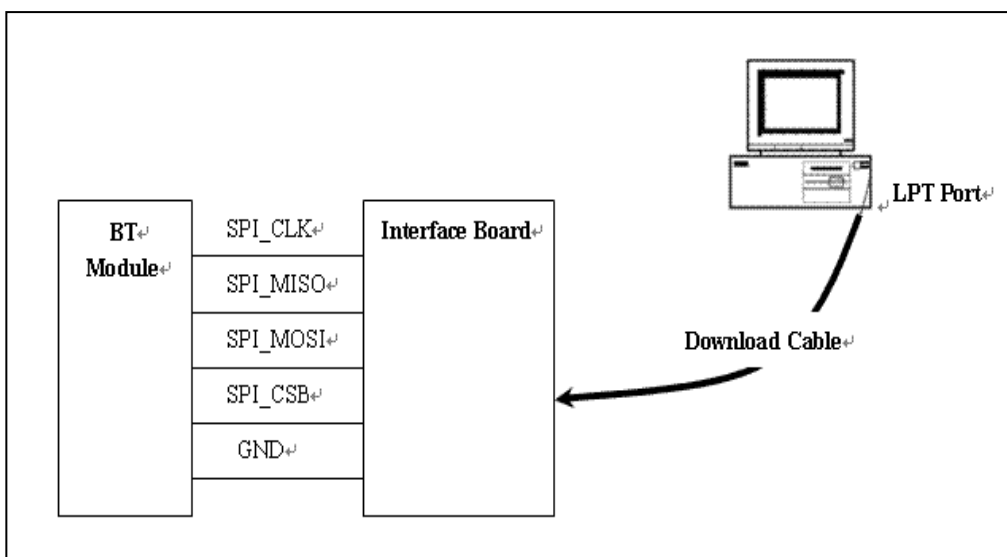 BT↵
Module↵
SPI_CLK↵
SPI_MISO↵
SPI_MOSI↵
SPI_CSB↵
GND↵
Interface Board↵
↵ LPT Port
Download Cable↵